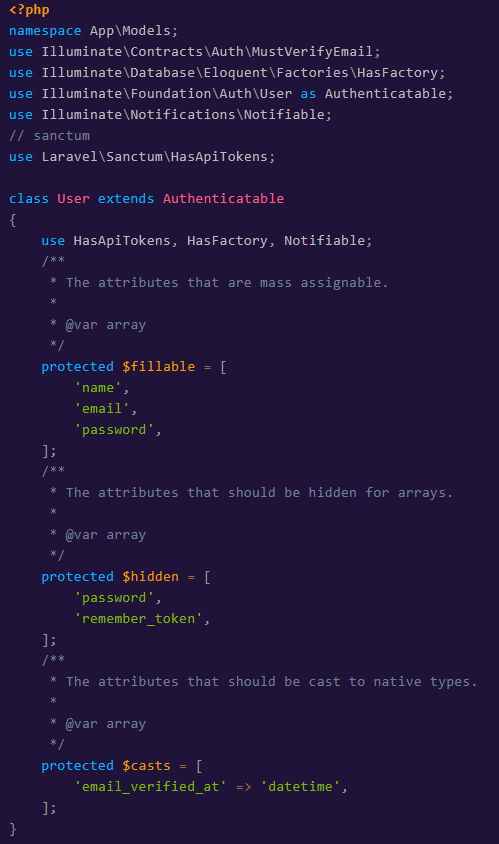 <?php
namespace App\Models;
use Illuminate\Contracts\Auth\MustVerifyEmail;
use Illuminate\Database\Eloquent\Factories\HasFactory;
use Illuminate\Foundation\Auth\User as Authenticatable;
use Illuminate\Notifications\Notifiable;
// sanctum
use Laravel\Sanctum\HasApiTokens;

class User extends Authenticatable
{
    use HasApiTokens, HasFactory, Notifiable;
    /**
     * The attributes that are mass assignable.
     *
     * @var array
     */
    protected $fillable = [
        'name',
        'email',
        'password',
    ];
    /**
     * The attributes that should be hidden for arrays.
     *
     * @var array
     */
    protected $hidden = [
        'password',
        'remember_token',
    ];
    /**
     * The attributes that should be cast to native types.
     *
     * @var array
     */
    protected $casts = [
        'email_verified_at' => 'datetime',
    ];
}